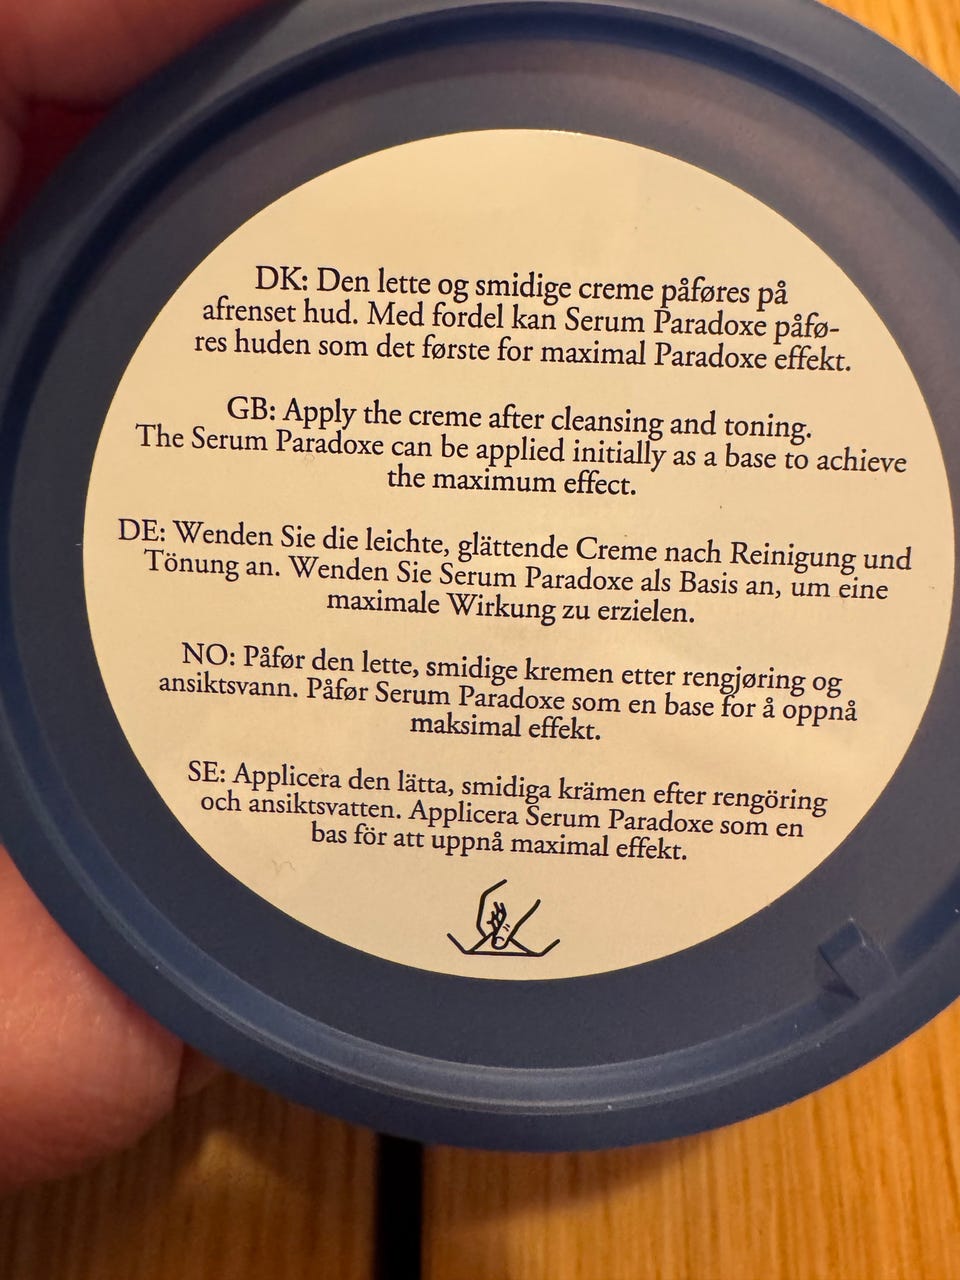 DK: Den lette og smidige creme påføres på
afrenset hud. Med fordel kan Serum Paradoxe påfø-
res huden som det første for maximal Paradoxe effekt.
GB: Apply the creme after cleansing and toning.
The Serum Paradoxe can be applied initially as a base to achieve
the maximum effect.
DE: Wenden Sie die leichte, glättende Creme nach Reinigung und
Tönung an. Wenden Sie Serum Paradoxe als Basis an, um eine
maximale Wirkung zu erzielen.
NO: Påfør den lette, smidige kremen etter rengjøring og
ansiktsvann. Påfør Serum Paradoxe som en base for å oppnå
maksimal effekt.
SE: Applicera den lätta, smidiga krämen efter rengöring
och ansiktsvatten. Applicera Serum Paradoxe som en
bas för att uppnå maximal effekt.